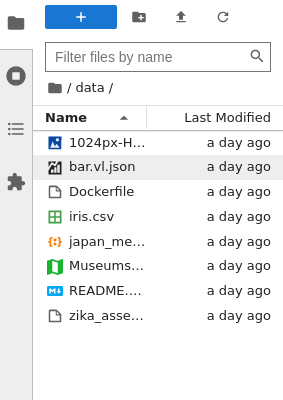 Filter files by name
/ data /
Name Last Modified
1024px-H... a day ago
bar.vl.json a day ago
Dockerfile a day ago
iris.csv a day ago
japan_me... a day ago
Museums... a day ago
README.... a day ago
zika_asse... a day ago